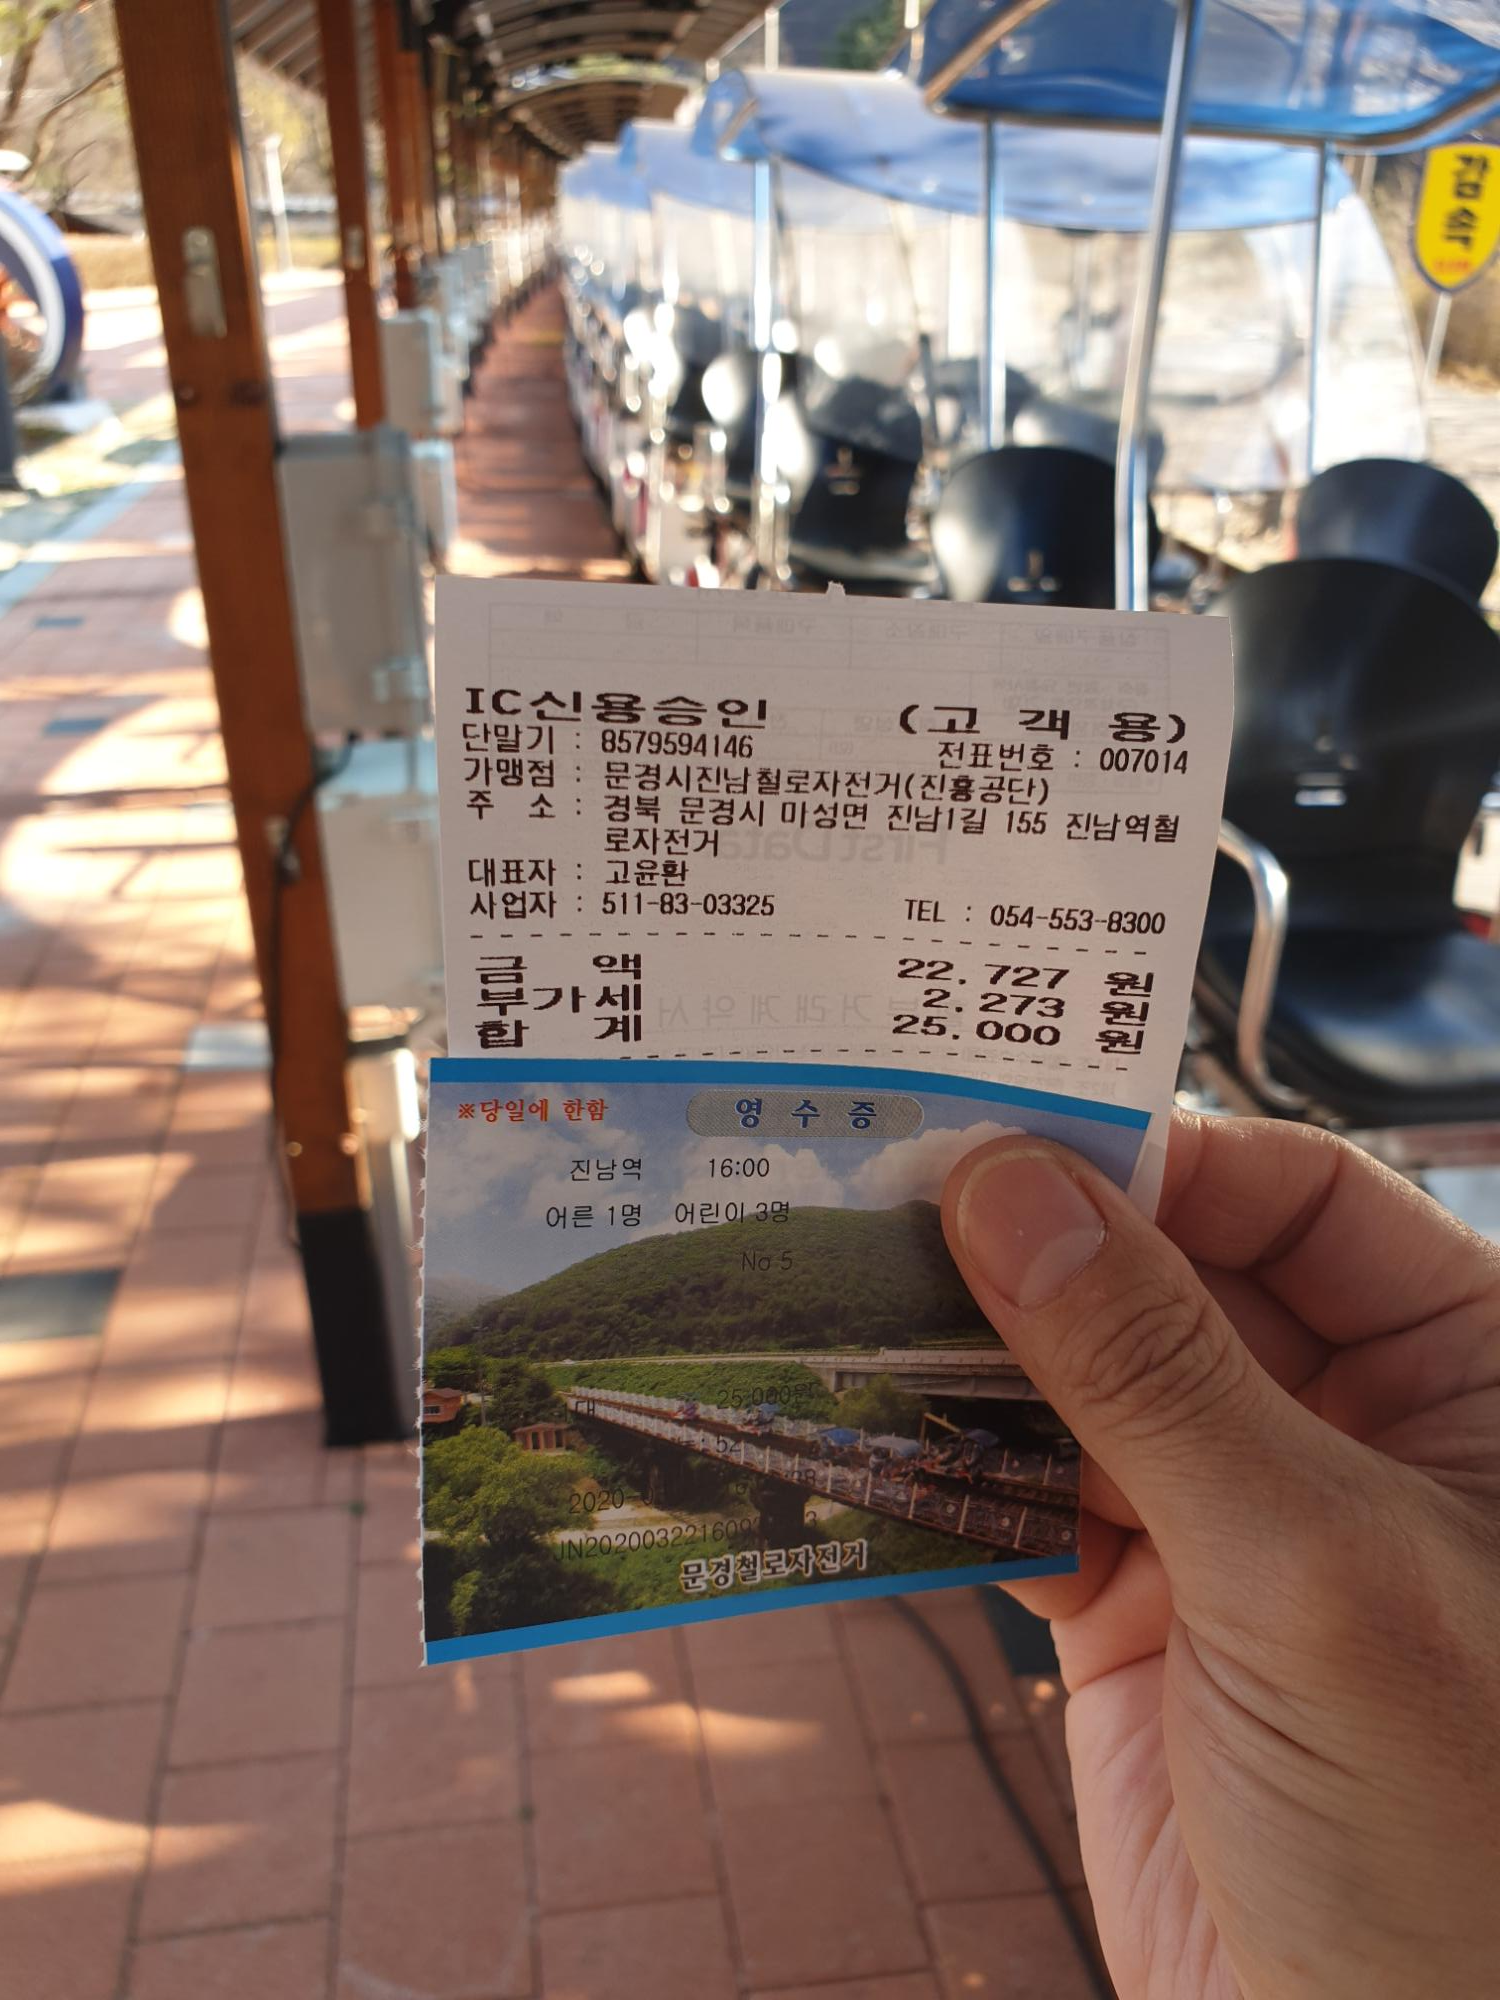 감속
IC신용승인 (고 객 용)
단말기 : 8579594146 전표번호 : 007014
가맹점 : 문경시진남철로자전거(진흥공단)
주 소 : 경북 문경시 마성면 진남1길 155 진남역철
로자전거
대표자 : 고윤환
사업자 : 511-83-03325 TEL : 054-553-8300
금 액 22.727 원
부가세 2.273 원
합 계 25.000 원
※당일에 한함 영 수 증
진남역 16:00
어른 1명 어린이 3명
No 5
25,000원
: 52
2020-
JN202003221609
문경철로자전거